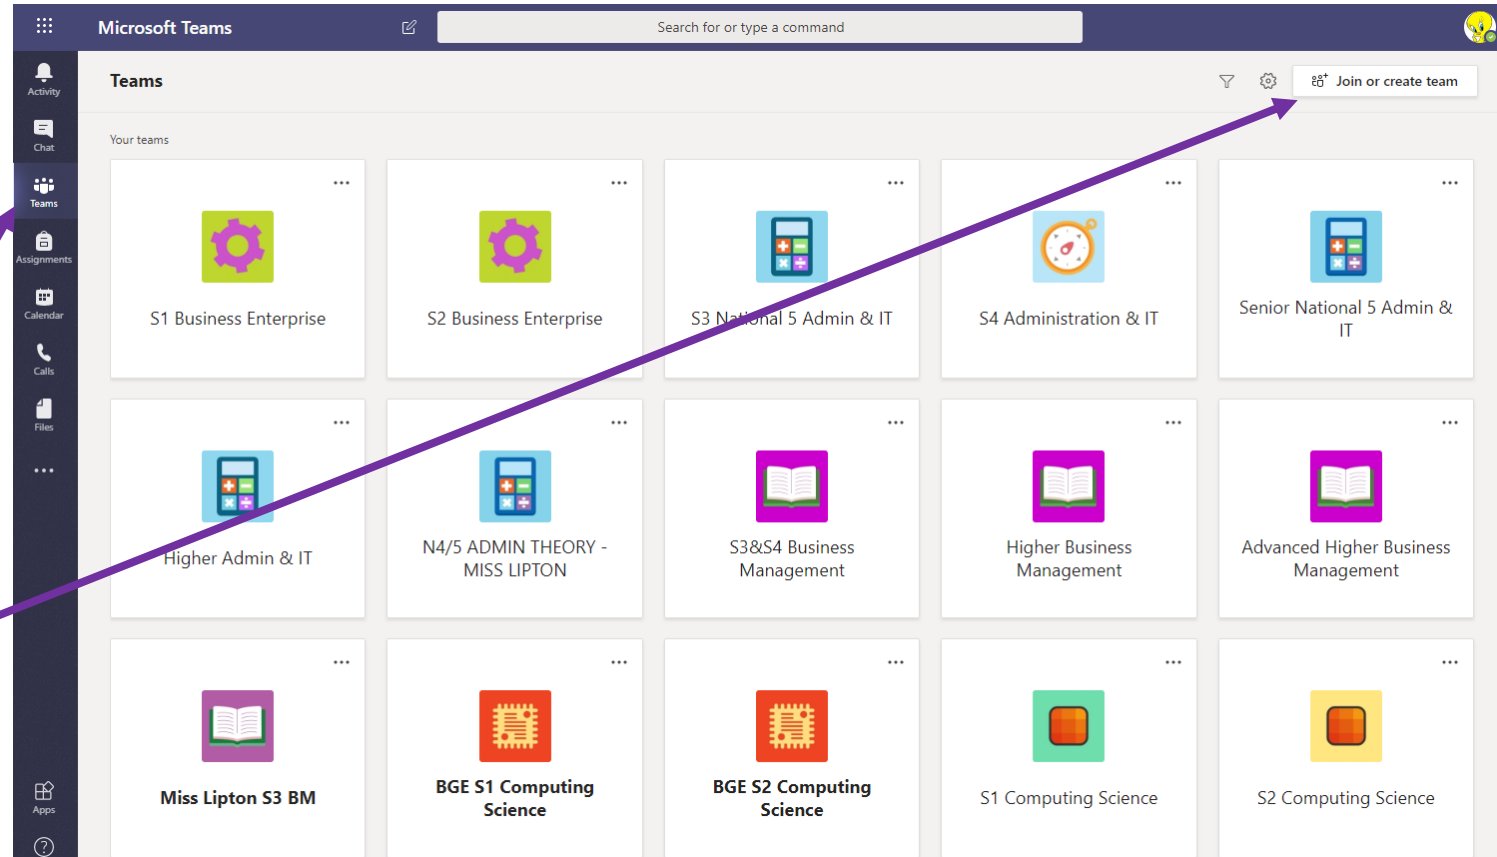 Microsoft Teams
Search for or type a command
Activity
Chat
Teams
Assignments
Calendar
Calls
Files
Apps
Teams
Join or create team
Your teams
S1 Business Enterprise
S2 Business Enterprise
S3 National 5 Admin & IT
S4 Administration & IT
Senior National 5 Admin &
IT
Higher Admin & IT
N4/5 ADMIN THEORY -
MISS LIPTON
S3&S4 Business
Management
Higher Business
Management
Advanced Higher Business
Management
Miss Lipton S3 BM
BGE S1 Computing
Science
BGE S2 Computing
Science
S1 Computing Science
S2 Computing Science